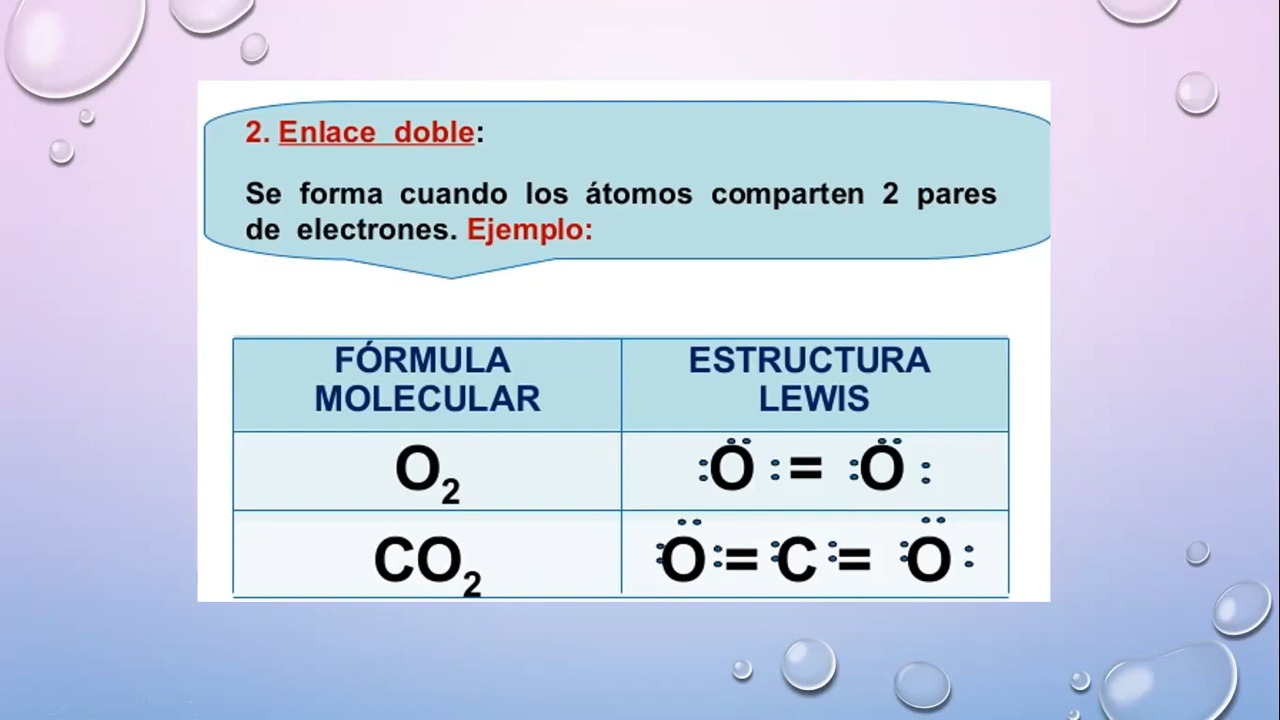 2. Enlace doble:
Se forma cuando los átomos comparten 2 pares
de electrones. Ejemplo:
FÓRMULA
MOLECULAR
ESTRUCTURA
LEWIS
O₂
:Ö := :Ö :
CO₂
:Ö:= :C:= :Ö :